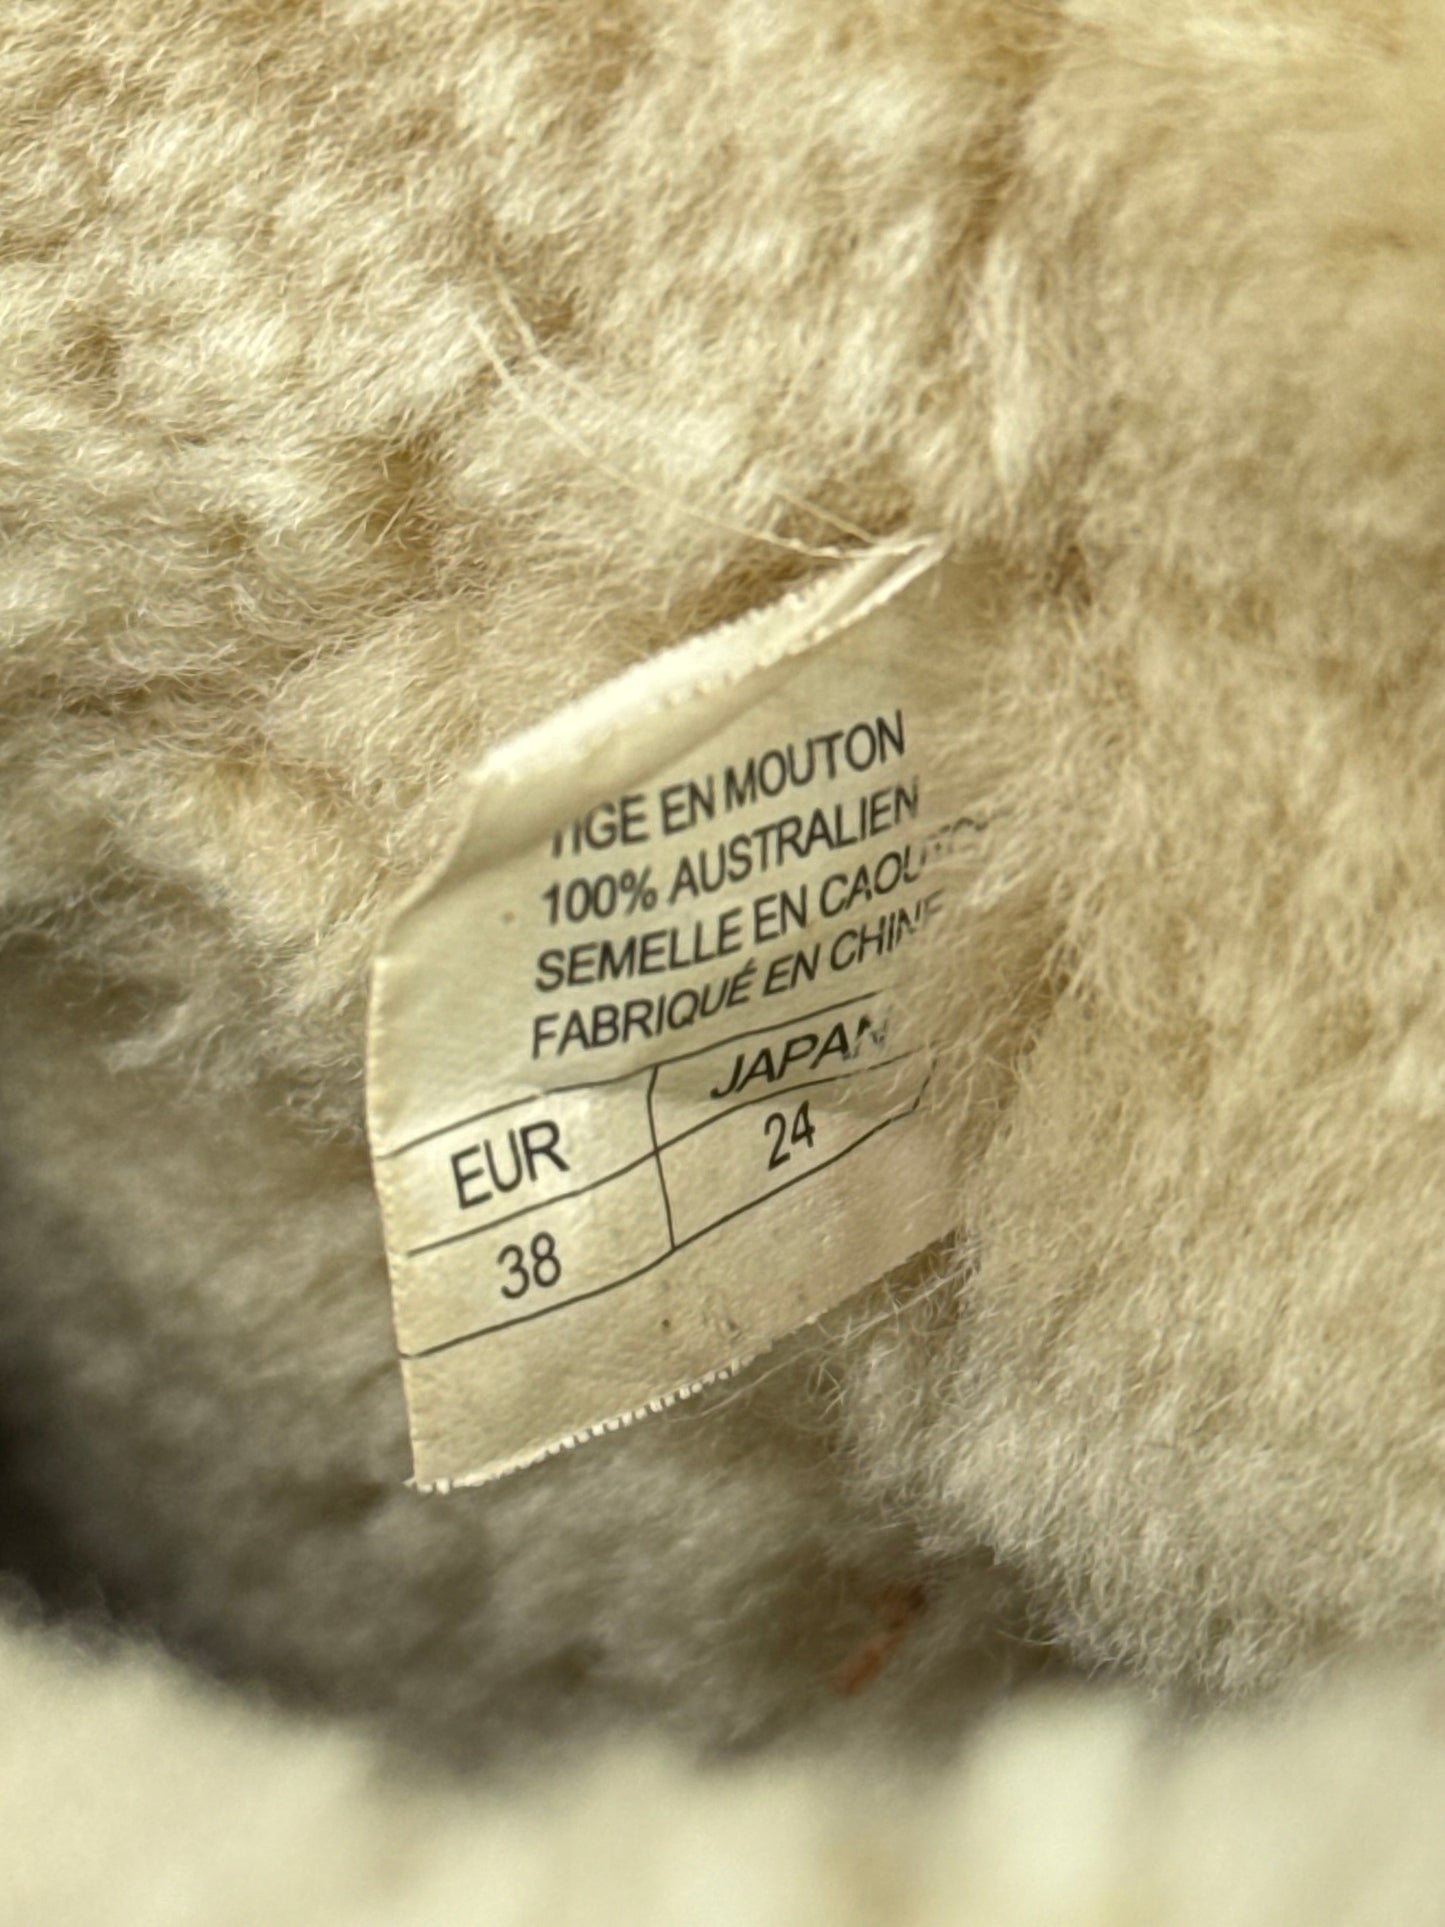 TIGE EN MOUTON
100% AUSTRALIEN
SEMELLE EN
FABRIQUÉ EN CHINE
EUR JAPAN
38 24